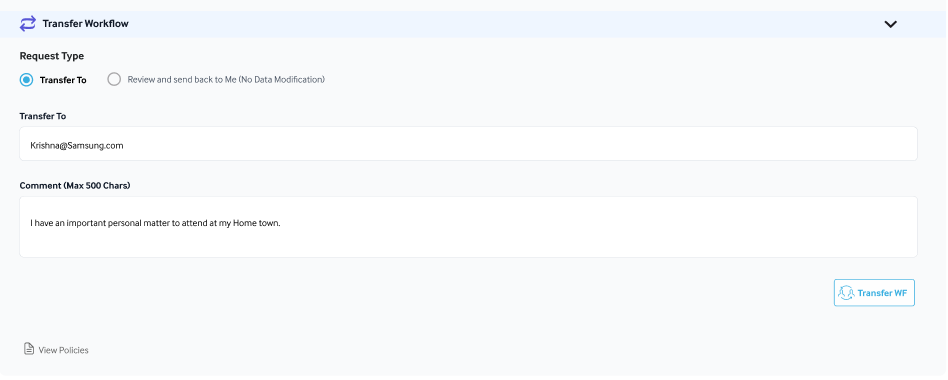 Transfer Workflow
Request Type
Transfer To
Review and send back to Me (No Data Modification)
Transfer To
Krishna@Samsung.com
Comment (Max 500 Chars)
I have an important personal matter to attend at my Home town.
Transfer WF
View Policies